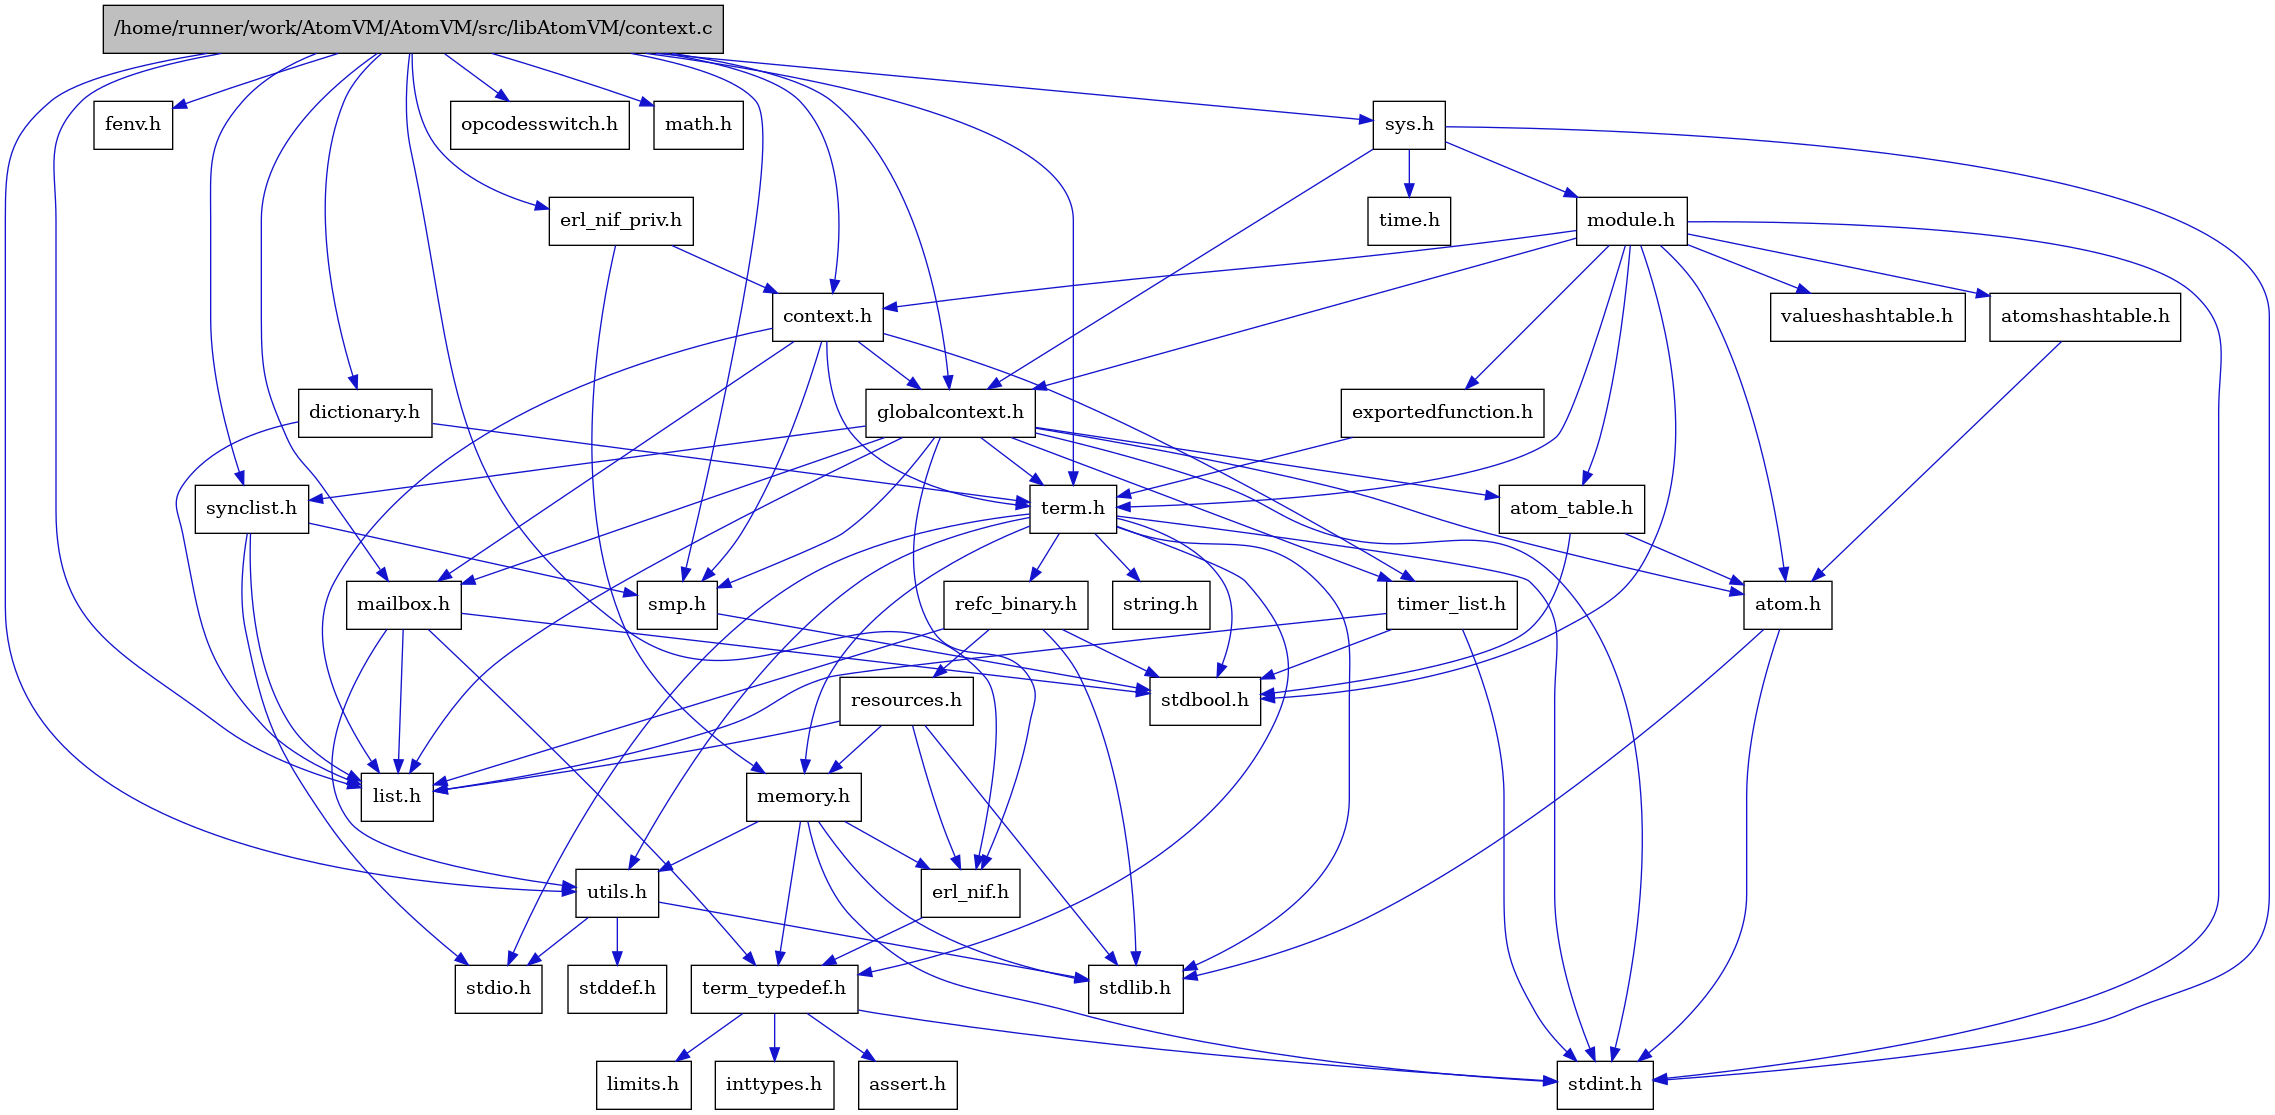 /home/runner/work/AtomVM/AtomVM/src/libAtomVM/context.c
fenv.h
opcodesswitch.h
math.h
sys.h
erl_nif_priv.h
time.h
module.h
context.h
valueshashtable.h
atomshashtable.h
dictionary.h
globalcontext.h
exportedfunction.h
synclist.h
term.h
atom_table.h
mailbox.h
smp.h
refc_binary.h
string.h
timer_list.h
atom.h
resources.h
stdbool.h
list.h
memory.h
utils.h
erl_nif.h
stdio.h
stddef.h
term_typedef.h
stdlib.h
limits.h
inttypes.h
assert.h
stdint.h